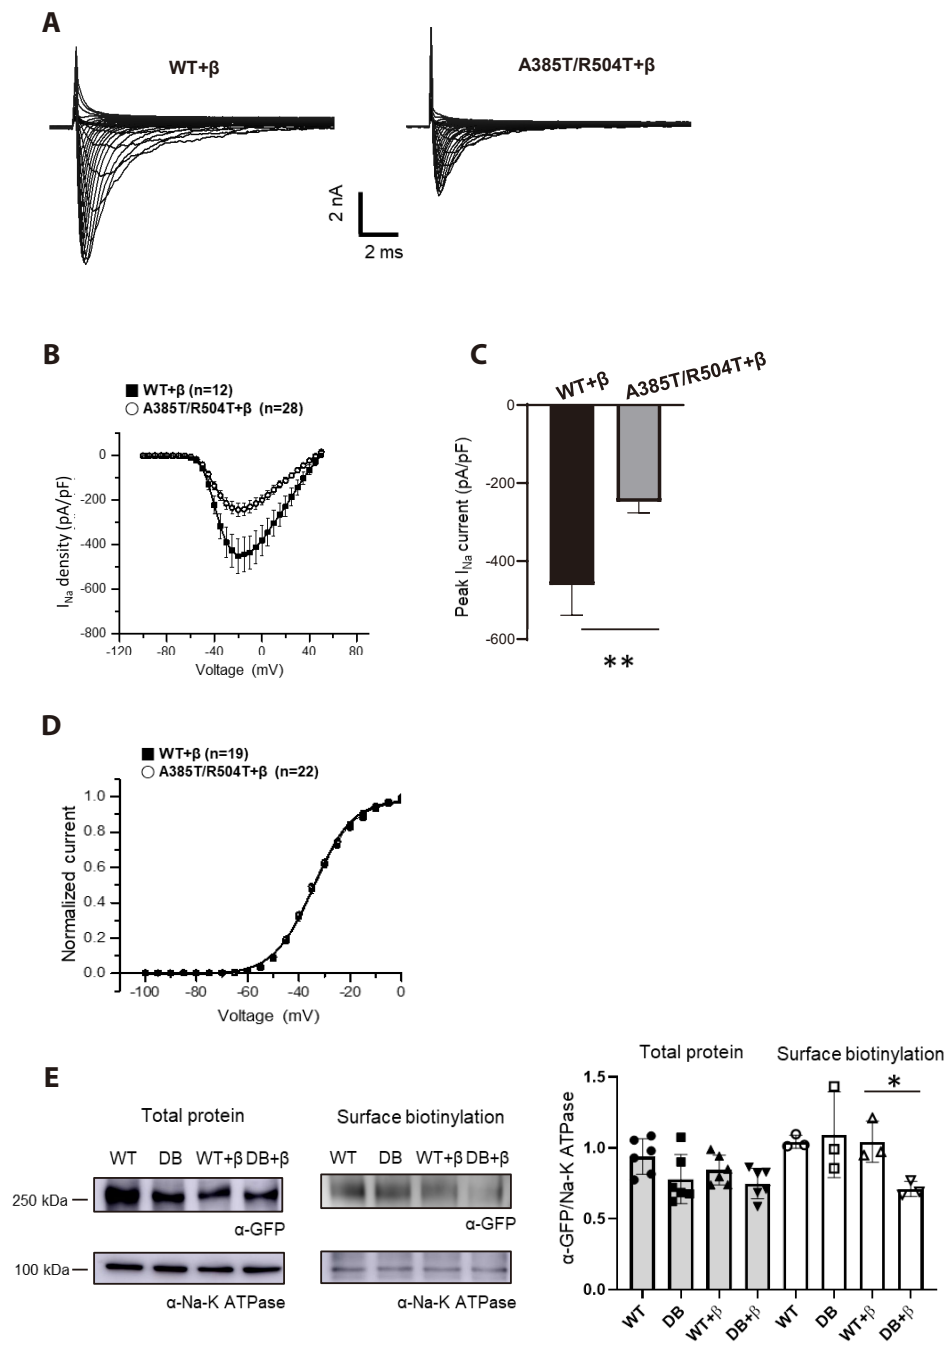 A
WT+β
A385T/R504T+β
2 nA
2 ms
B
WT+β (n=12)
A385T/R504T+β (n=28)
0
-200
-400
-600
-800
I_Na density (pA/pF)
-120 -80 -40 0 40 80
Voltage (mV)
C
WT+β A385T/R504T+β
0
-200
-400
-600
Peak I_Na current (pA/pF)
**
D
WT+β (n=19)
A385T/R504T+β (n=22)
1.0
0.8
0.6
0.4
0.2
0.0
Normalized current
-100 -80 -60 -40 -20 0
Voltage (mV)
E
Total protein
Surface biotinylation
WT DB WT+β DB+β
WT DB WT+β DB+β
250 kDa
α-GFP
α-GFP
100 kDa
α-Na-K ATPase
α-Na-K ATPase
Total protein Surface biotinylation
*
1.5
1.0
0.5
0.0
α-GFP/Na-K ATPase
WT DB WT+β DB+β WT DB WT+β DB+β